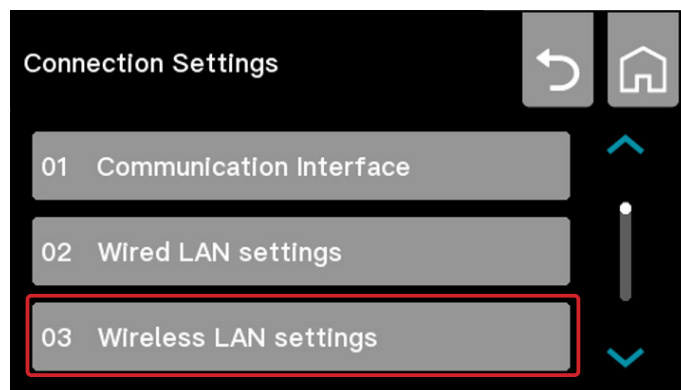 Connection Settings
01 Communication Interface
02 Wired LAN settings
03 Wireless LAN settings